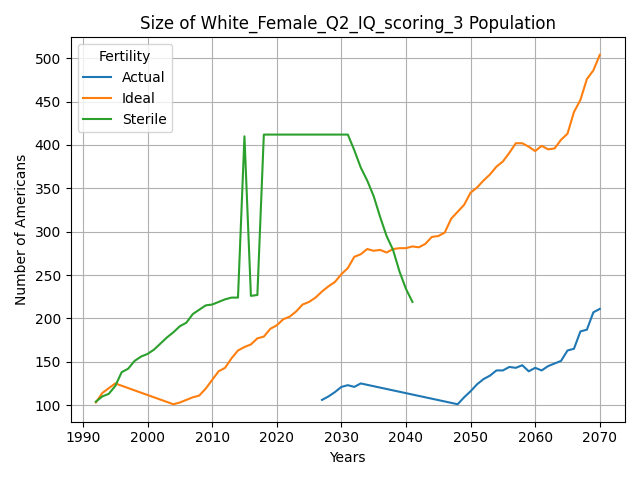 Size of White_Female_Q2_IQ_scoring_3 Population
Fertility
Actual
Ideal
Sterile
Number of Americans
500
450
400
350
300
250
200
150
100
1990
2000
2010
2020
2030
2040
2050
2060
2070
Years